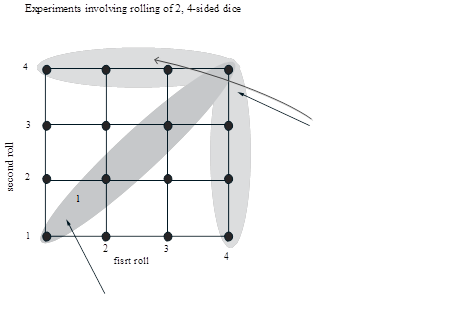 Experiments involving rolling of 2, 4-sided dice
4
3
second roll
2
1
1
2
3
4
fisrt roll